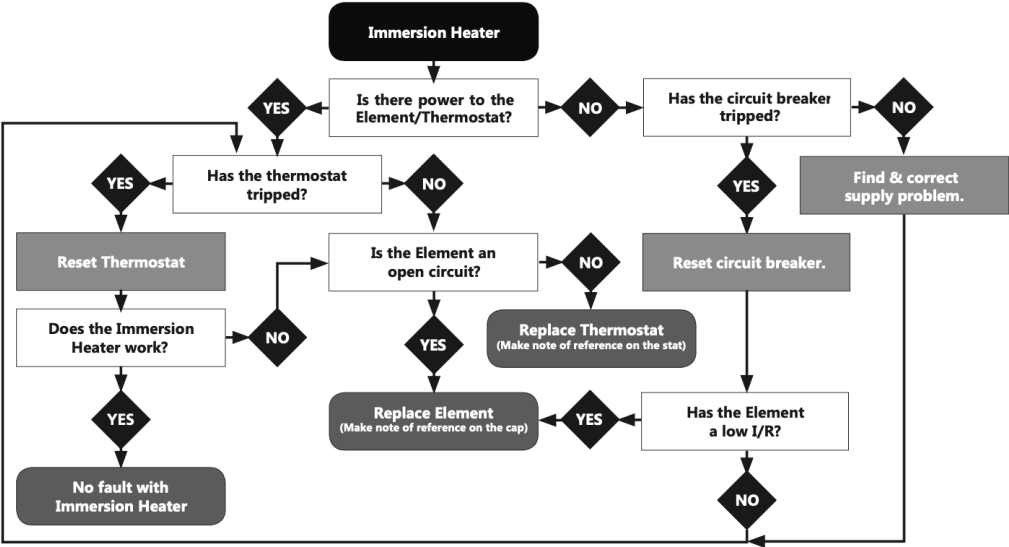 Immersion Heater
YES
Is there power to the
Element/Thermostat?
NO
Has the circuit breaker
tripped?
NO
YES
Has the thermostat
tripped?
NO
YES
Find & correct
supply problem.
Reset Thermostat
Is the Element an
open circuit?
NO
Reset circuit breaker.
Does the Immersion
Heater work?
NO
YES
Replace Thermostat
(Make note of reference on the stat)
YES
Replace Element
(Make note of reference on the cap)
YES
Has the Element
a low I/R?
No fault with
Immersion Heater
NO